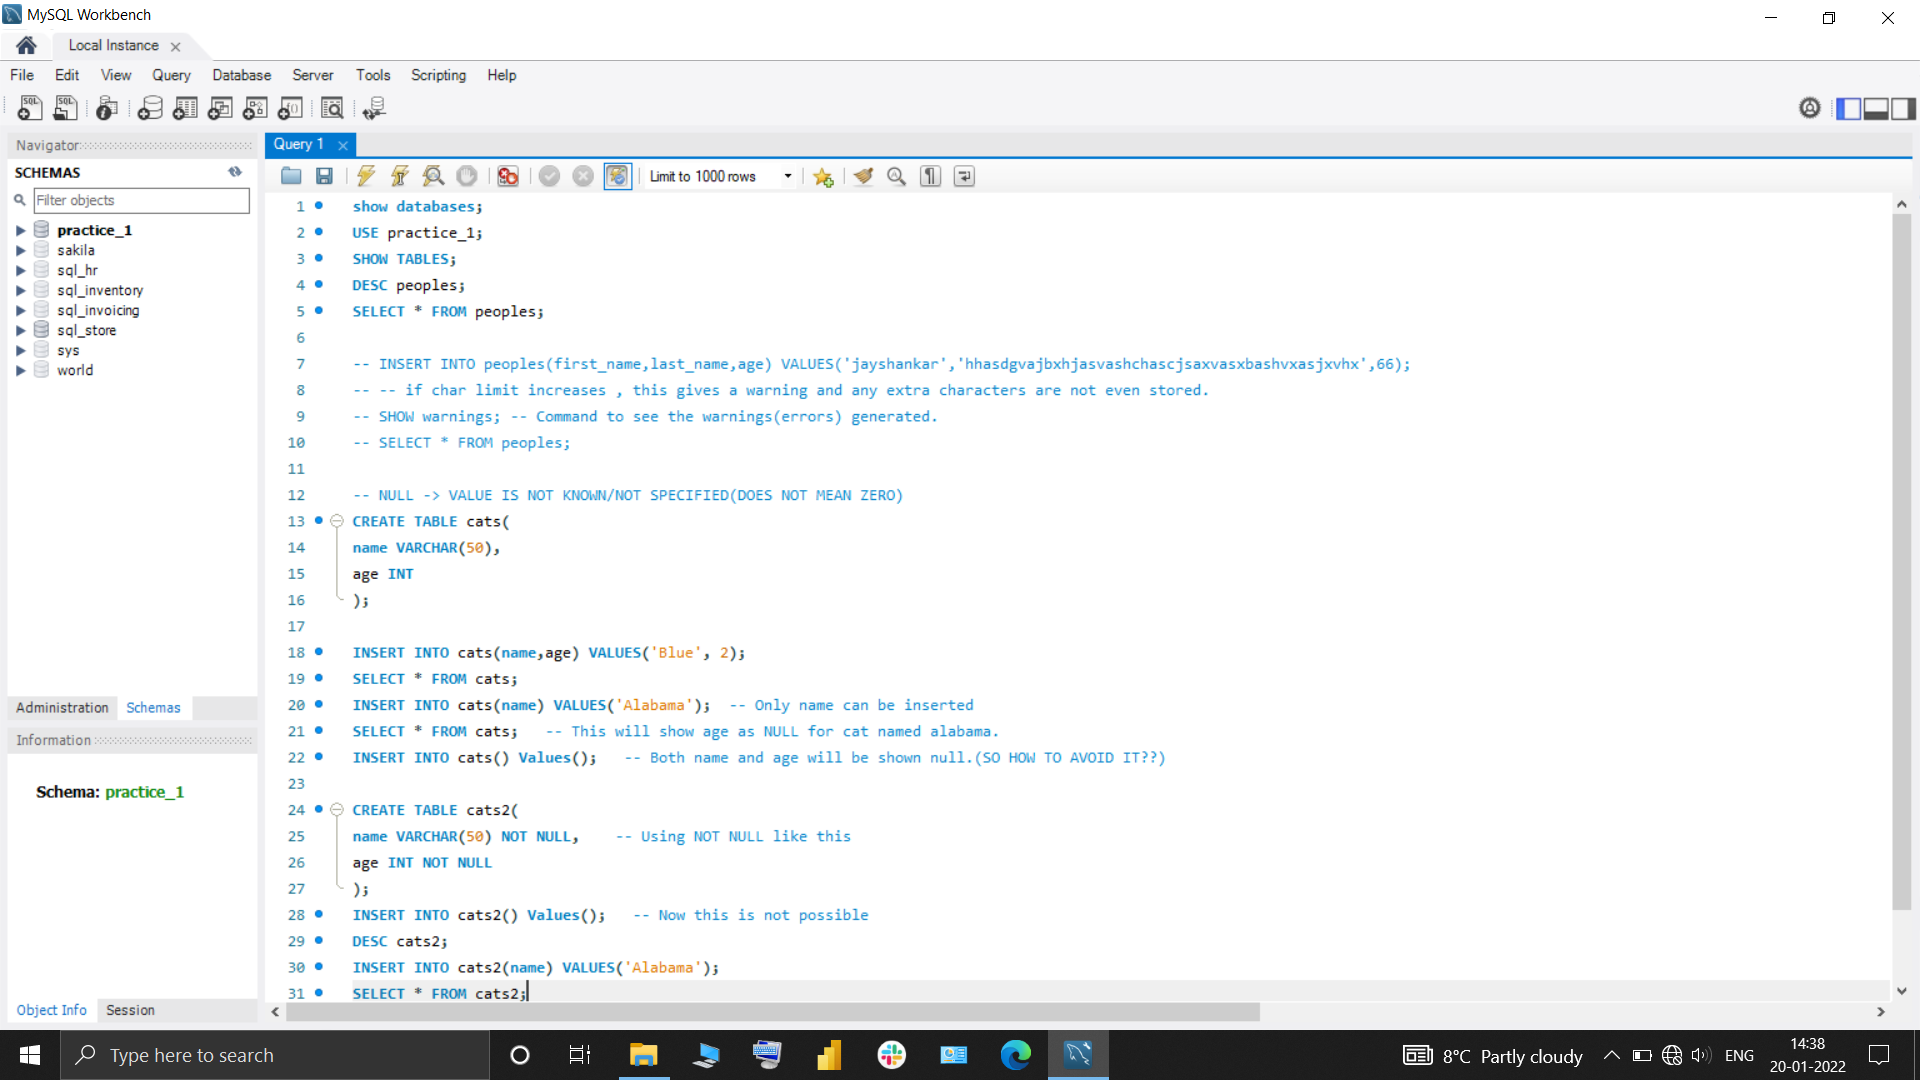 MySQL Workbench
Local Instance
File Edit View Query Database Server Tools Scripting Help
Navigator
SCHEMAS
Filter objects
practice_1
sakila
sql_hr
sql_inventory
sql_invoicing
sql_store
sys
world
Administration Schemas
Information
Schema: practice_1
Object Info Session
Query 1
Limit to 1000 rows
1 show databases;
2 USE practice_1;
3 SHOW TABLES;
4 DESC peoples;
5 SELECT * FROM peoples;
6
7 -- INSERT INTO peoples(first_name,last_name,age) VALUES('jayshankar','hhasdgvajbxhjasvashchascjsaxvasxbashvxasjxvhx',66);
8 -- -- if char limit increases , this gives a warning and any extra characters are not even stored.
9 -- SHOW warnings; -- Command to see the warnings(errors) generated.
10 -- SELECT * FROM peoples;
11
12 -- NULL -> VALUE IS NOT KNOWN/NOT SPECIFIED(DOES NOT MEAN ZERO)
13 CREATE TABLE cats(
14 name VARCHAR(50),
15 age INT
16 );
17
18 INSERT INTO cats(name,age) VALUES('Blue', 2);
19 SELECT * FROM cats;
20 INSERT INTO cats(name) VALUES('Alabama'); -- Only name can be inserted
21 SELECT * FROM cats; -- This will show age as NULL for cat named alabama.
22 INSERT INTO cats() Values(); -- Both name and age will be shown null.(SO HOW TO AVOID IT??)
23
24 CREATE TABLE cats2(
25 name VARCHAR(50) NOT NULL, -- Using NOT NULL like this
26 age INT NOT NULL
27 );
28 INSERT INTO cats2() Values(); -- Now this is not possible
29 DESC cats2;
30 INSERT INTO cats2(name) VALUES('Alabama');
31 SELECT * FROM cats2;
Type here to search
8°C Partly cloudy
ENG
14:38
20-01-2022